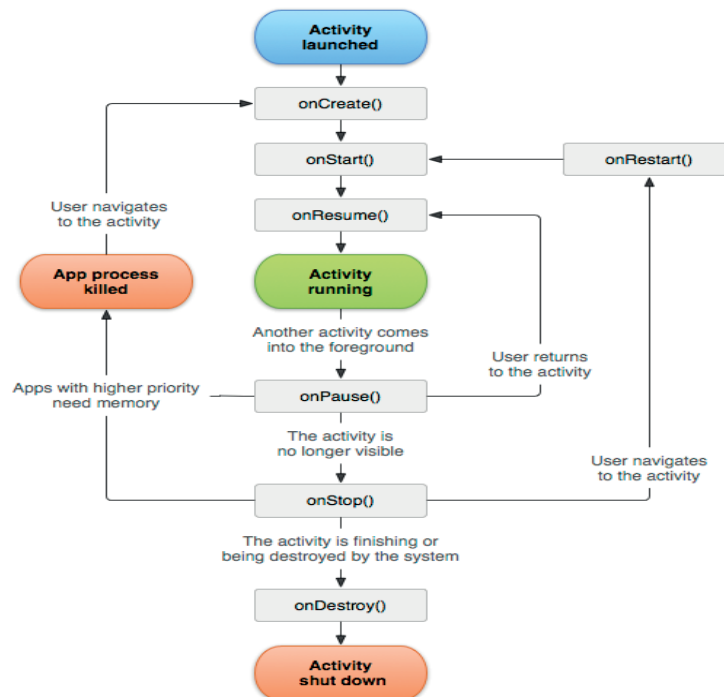 Activity
launched
onCreate()
onStart()
onRestart()
User navigates
to the activity
onResume()
App process
killed
Activity
running
Another activity comes
into the foreground
User returns
to the activity
Apps with higher priority
need memory
onPause()
The activity is
no longer visible
User navigates
to the activity
onStop()
The activity is finishing or
being destroyed by the system
onDestroy()
Activity
shut down